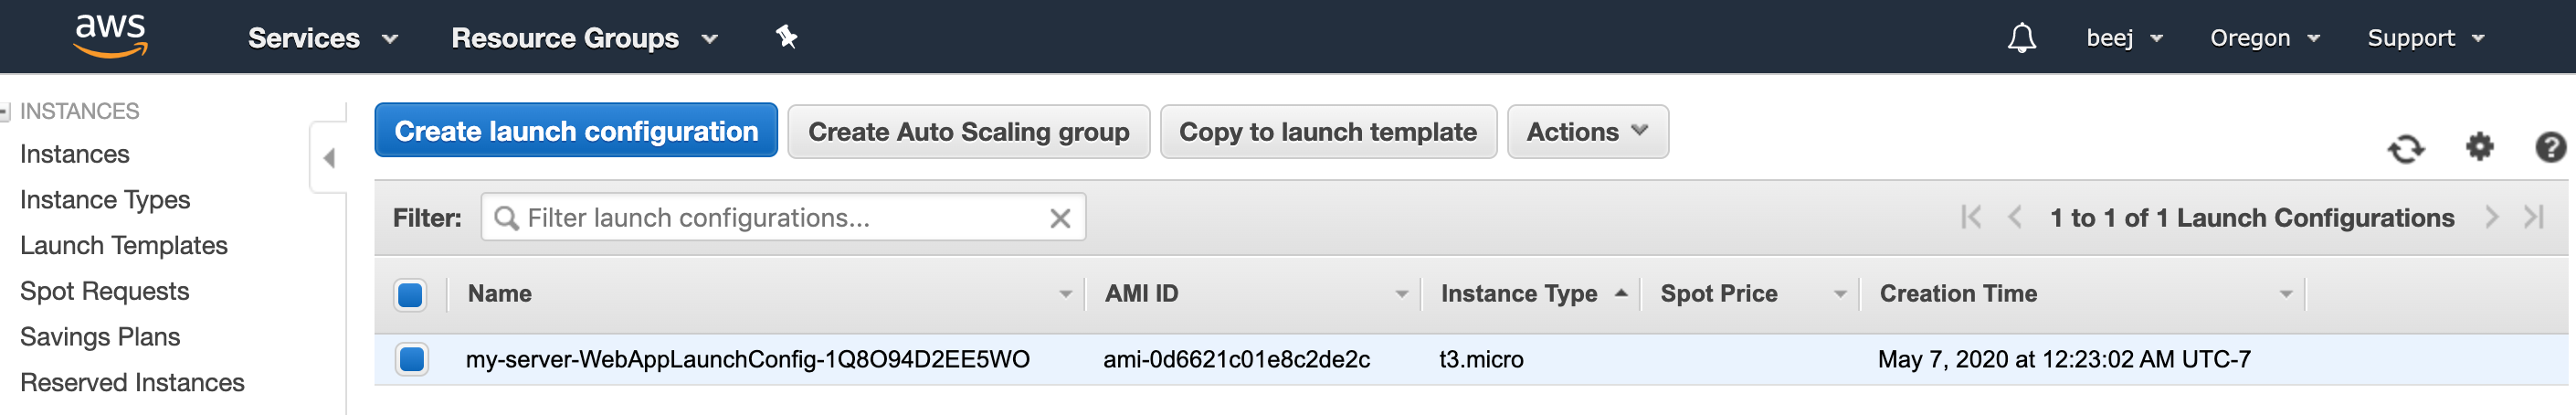 aws Services Resource Groups beej Oregon Support
INSTANCES
Instances
Instance Types
Launch Templates
Spot Requests
Savings Plans
Reserved Instances
Create launch configuration Create Auto Scaling group Copy to launch template Actions
Filter: Filter launch configurations... 1 to 1 of 1 Launch Configurations
Name AMI ID Instance Type Spot Price Creation Time
my-server-WebAppLaunchConfig-1Q8O94D2EE5WO ami-0d6621c01e8c2de2c t3.micro May 7, 2020 at 12:23:02 AM UTC-7